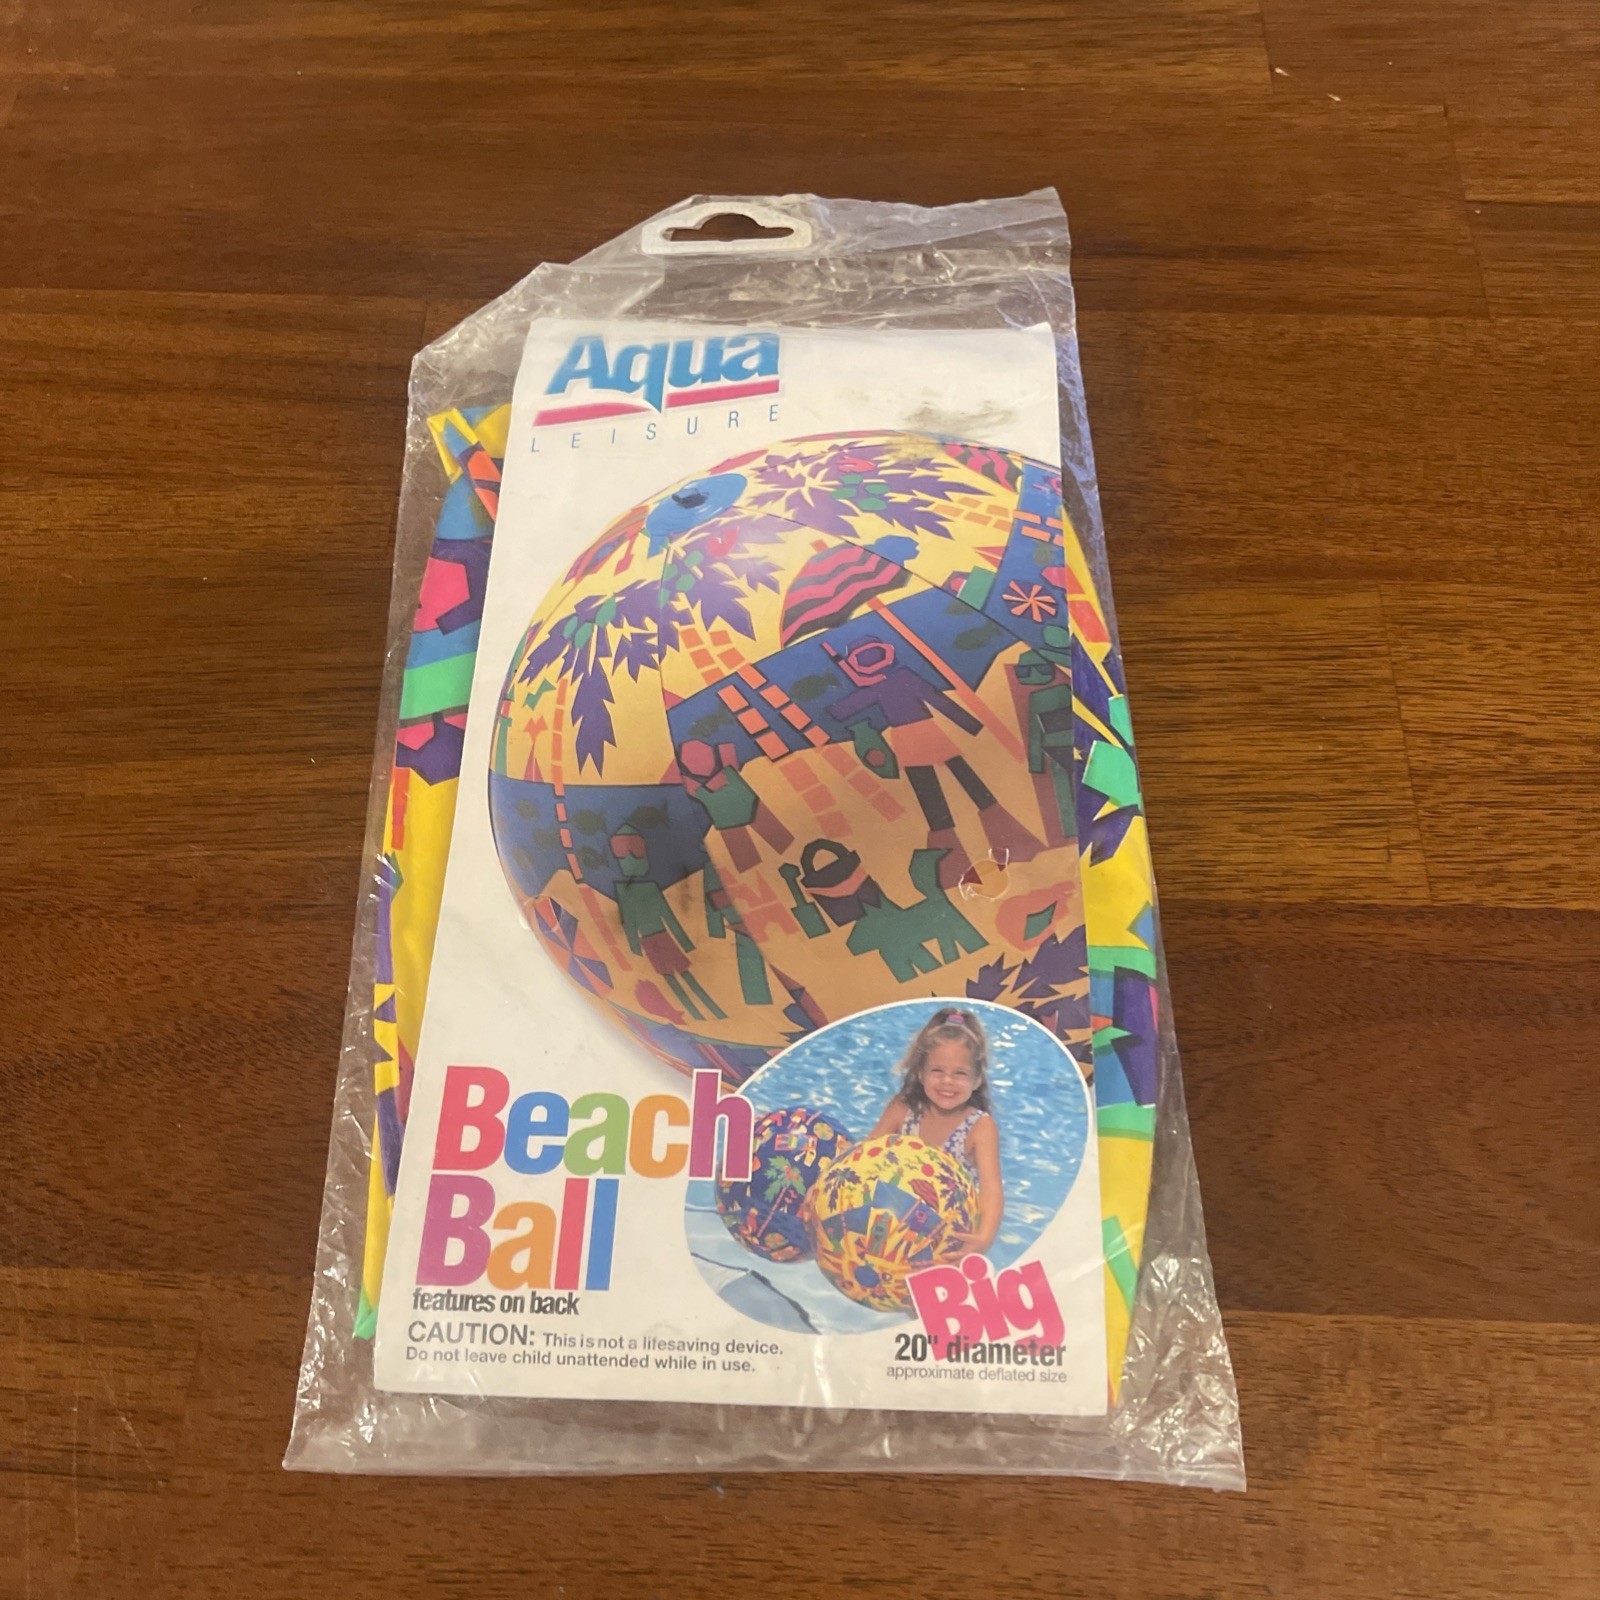 Aqua
LEISURE
Beach
Ball
features on back
CAUTION: This is not a lifesaving device.
Do not leave child unattended while in use.
Big
20" diameter
approximate deflated size